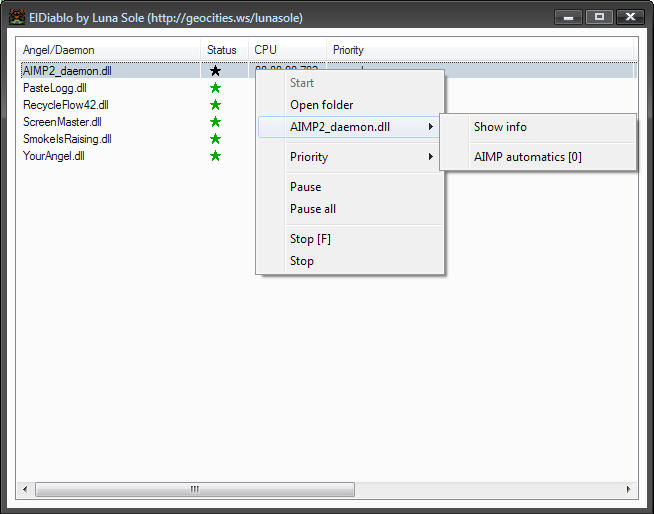 ElDiablo by Luna Sole (http://geocities.ws/lunasole)
Angel/Daemon Status CPU Priority
AIMP2_daemon.dll
PasteLogg.dll
RecycleFlow42.dll
ScreenMaster.dll
SmokeIsRaising.dll
YourAngel.dll
Start
Open folder
AIMP2_daemon.dll
Priority
Pause
Pause all
Stop [F]
Stop
Show info
AIMP automatics [0]